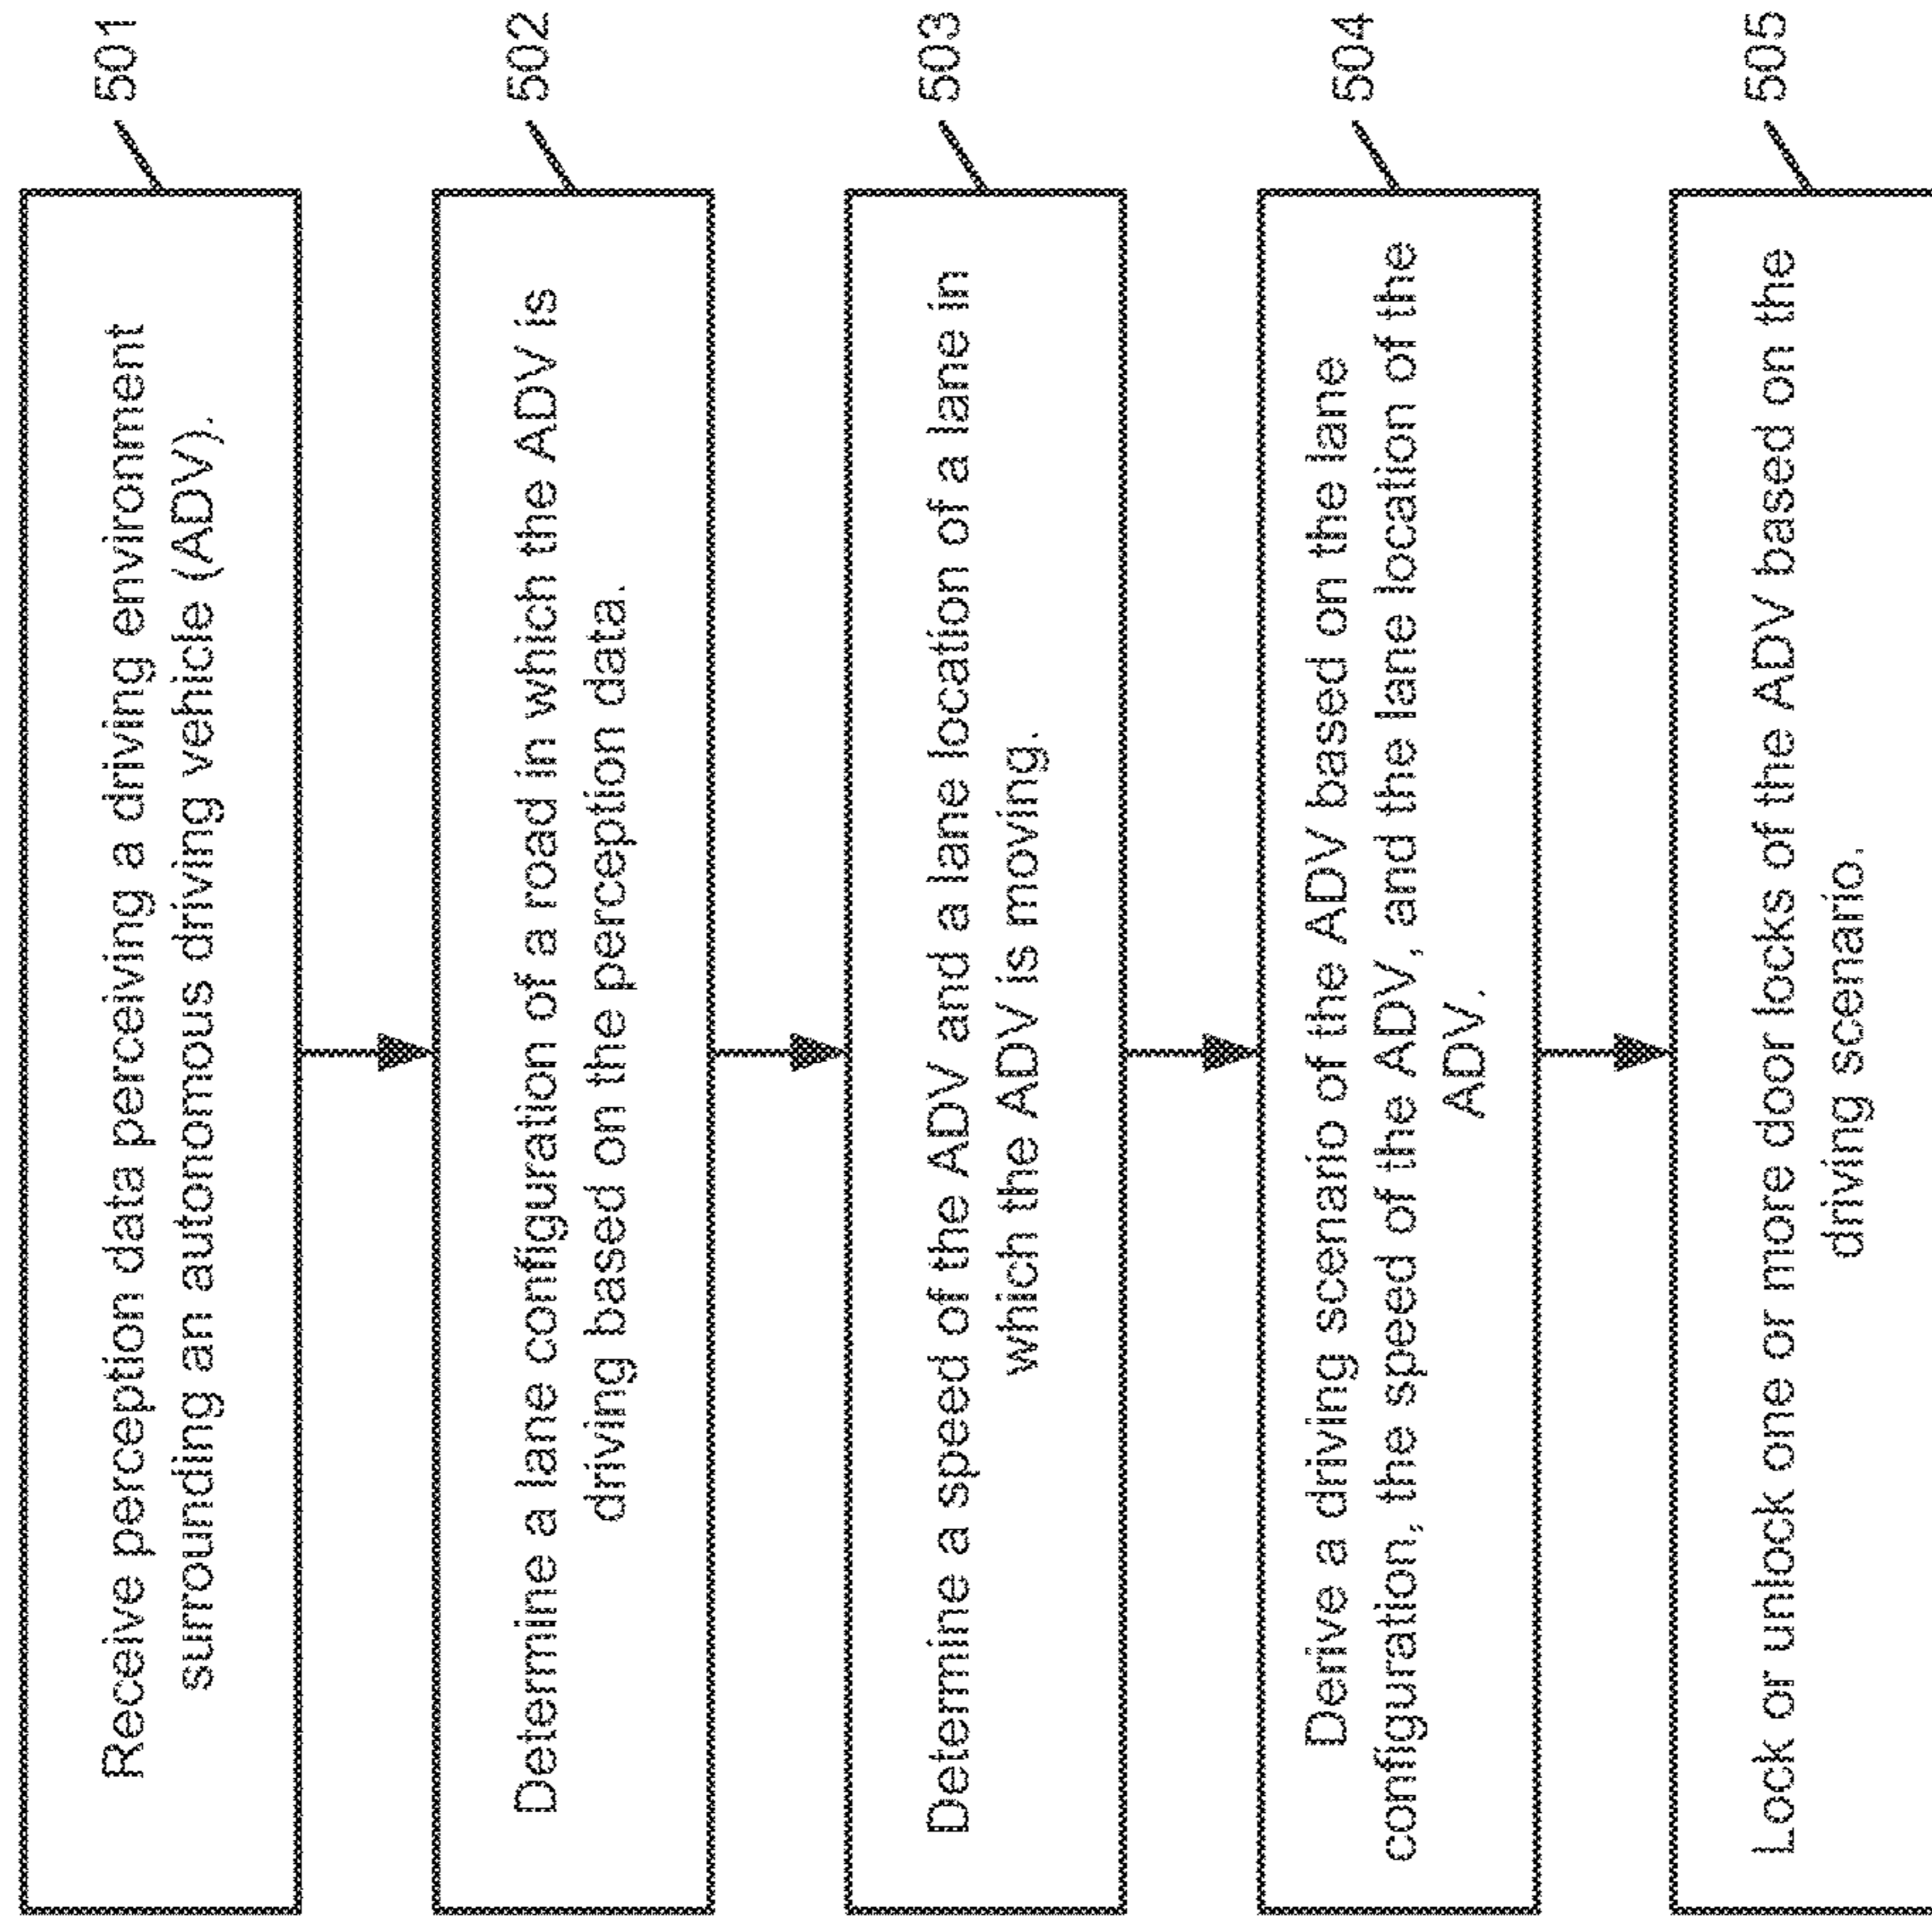 501
Receive perception data perceiving a driving environment
surrounding an autonomous driving vehicle (ADV).
502
Determine a lane configuration of a road in which the ADV is
driving based on the perception data.
503
Determine a speed of the ADV and a lane location of a lane in
which the ADV is moving.
504
Derive a driving scenario of the ADV based on the lane
configuration, the speed of the ADV, and the lane location of the
ADV.
505
Lock or unlock one or more door locks of the ADV based on the
driving scenario.